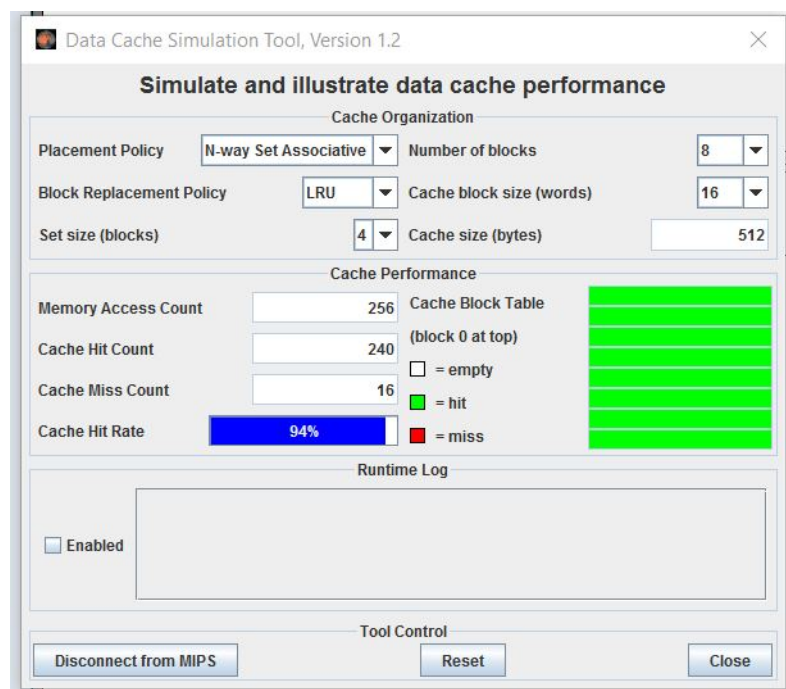 Data Cache Simulation Tool, Version 1.2
Simulate and illustrate data cache performance
Cache Organization
Placement Policy N-way Set Associative Number of blocks 8
Block Replacement Policy LRU Cache block size (words) 16
Set size (blocks) 4 Cache size (bytes) 512
Cache Performance
Memory Access Count 256 Cache Block Table
(block 0 at top)
Cache Hit Count 240
= empty
Cache Miss Count 16
= hit
Cache Hit Rate 94%
= miss
Runtime Log
Enabled
Tool Control
Disconnect from MIPS Reset Close